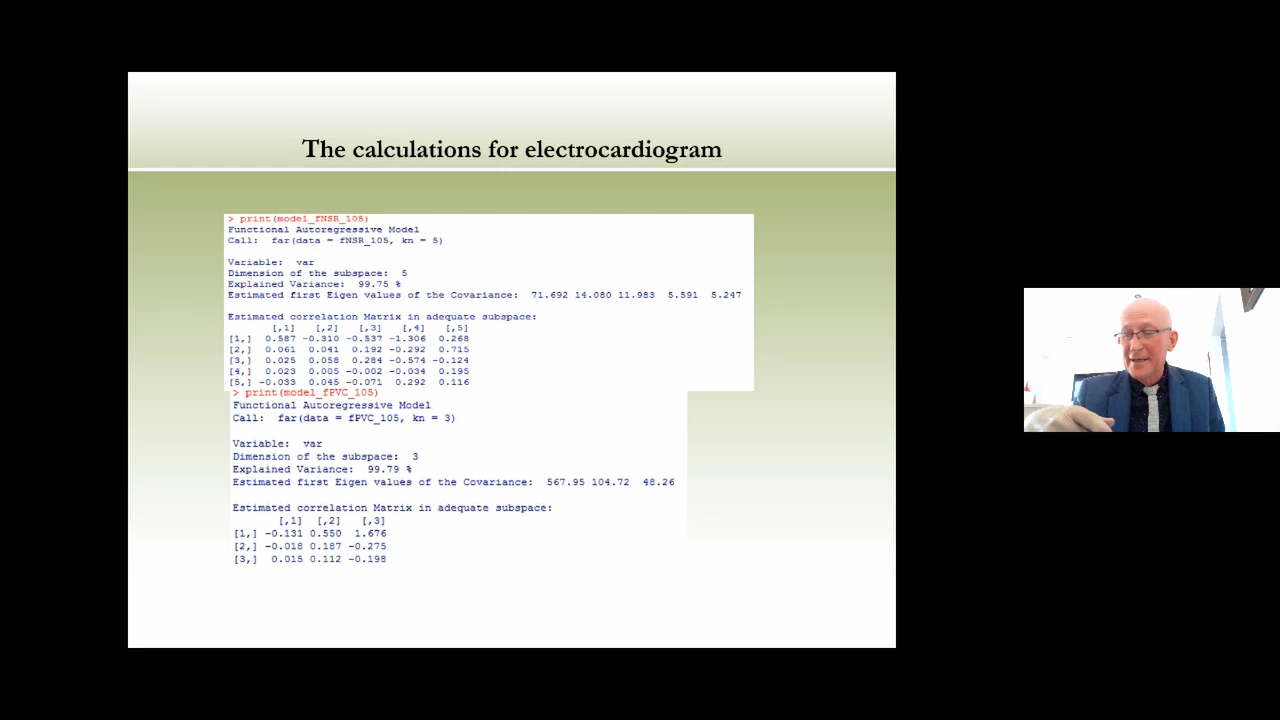 The calculations for electrocardiogram
> print(model_fNSR_105)
Functional Autoregressive Model
Call:  far(data = fNSR_105, kn = 5)
Variable:  var
Dimension of the subspace:  5
Explained Variance:  99.75 %
Estimated first Eigen values of the Covariance:  71.692 14.080 11.983  5.591  5.247
Estimated correlation Matrix in adequate subspace:
[,1]   [,2]   [,3]   [,4]   [,5]
[1,]  0.587 -0.310 -0.537 -1.306  0.268
[2,]  0.061  0.041  0.192 -0.292  0.715
[3,]  0.025  0.058  0.284 -0.574 -0.124
[4,]  0.023  0.005 -0.002 -0.034  0.195
[5,] -0.033  0.045 -0.071  0.292  0.116
> print(model_fPVC_105)
Functional Autoregressive Model
Call:  far(data = fPVC_105, kn = 3)
Variable:  var
Dimension of the subspace:  3
Explained Variance:  99.79 %
Estimated first Eigen values of the Covariance:  567.95 104.72  48.26
Estimated correlation Matrix in adequate subspace:
[,1]  [,2]   [,3]
[1,] -0.131 0.550  1.676
[2,] -0.018 0.187 -0.275
[3,]  0.015 0.112 -0.198